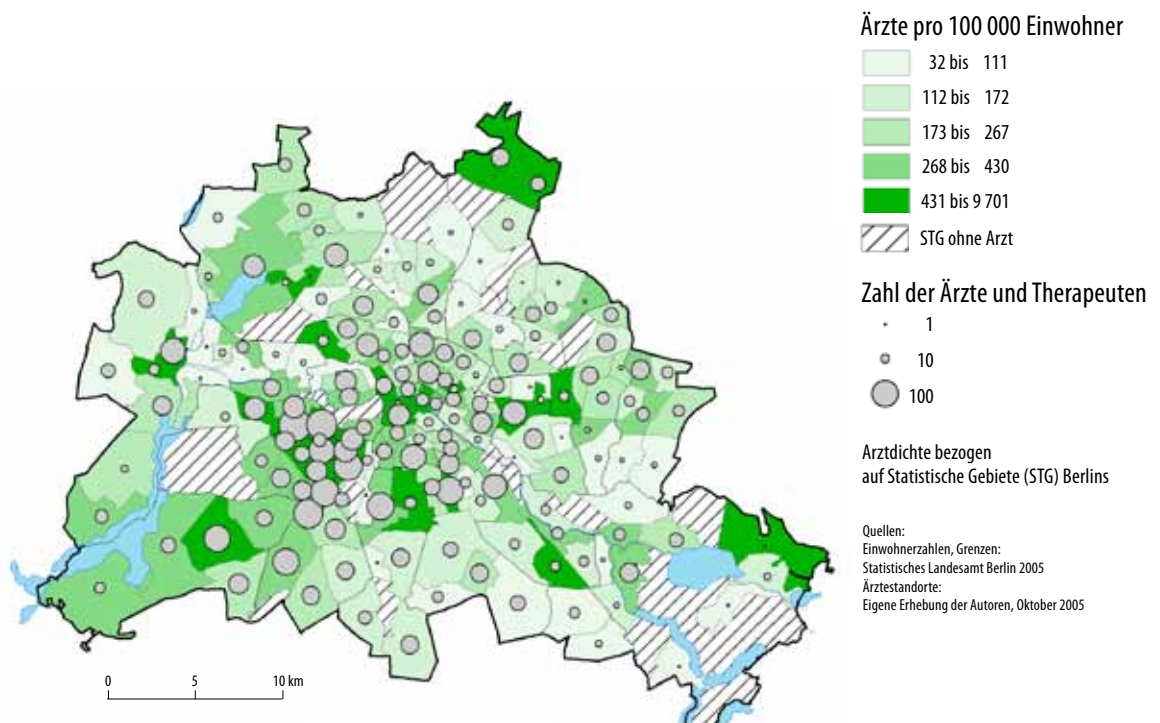 Ärzte pro 100 000 Einwohner
32 bis 111
112 bis 172
173 bis 267
268 bis 430
431 bis 9 701
STG ohne Arzt
Zahl der Ärzte und Therapeuten
1
10
100
Arztdichte bezogen
auf Statistische Gebiete (STG) Berlins
Quellen:
Einwohnerzahlen, Grenzen:
Statistisches Landesamt Berlin 2005
Ärztestandorte:
Eigene Erhebung der Autoren, Oktober 2005
0 5 10 km